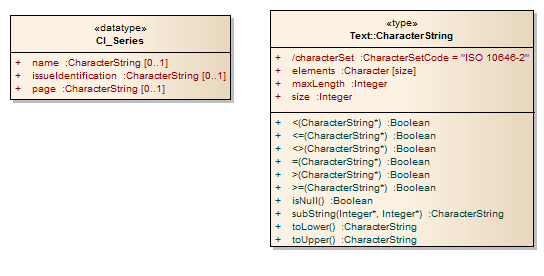 «datatype»
CI_Series
+ name :CharacterString [0..1]
+ issueIdentification :CharacterString [0..1]
+ page :CharacterString [0..1]
«type»
Text::CharacterString
+ /characterSet :CharacterSetCode = "ISO 10646-2"
+ elements :Character [size]
+ maxLength :Integer
+ size :Integer
+ <(CharacterString*) :Boolean
+ <=(CharacterString*) :Boolean
+ <>(CharacterString*) :Boolean
+ =(CharacterString*) :Boolean
+ >(CharacterString*) :Boolean
+ >=(CharacterString*) :Boolean
+ isNull() :Boolean
+ subString(Integer*, Integer*) :CharacterString
+ toLower() :CharacterString
+ toUpper() :CharacterString